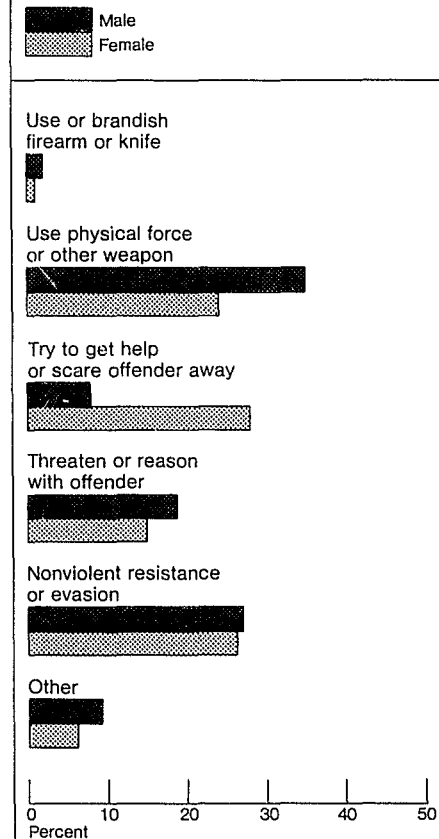 Male
Female
Use or brandish
firearm or knife
Use physical force
or other weapon
Try to get help
or scare offender away
Threaten or reason
with offender
Nonviolent resistance
or evasion
Other
0 10 20 30 40 50
Percent